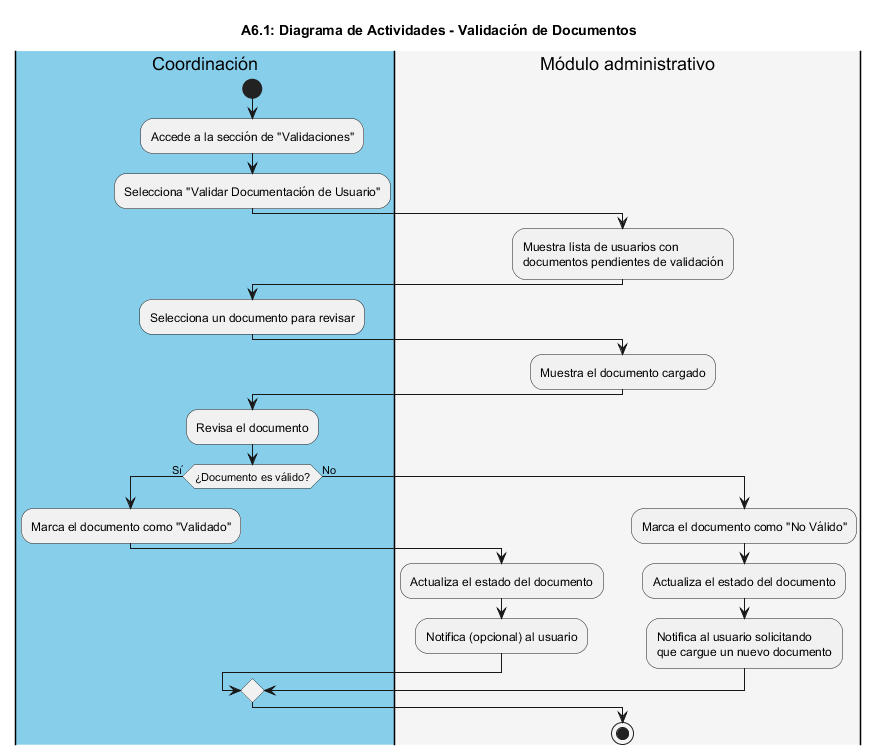 A6.1: Diagrama de Actividades - Validación de Documentos
Coordinación
Módulo administrativo
Accede a la sección de "Validaciones"
Selecciona "Validar Documentación de Usuario"
Muestra lista de usuarios con
documentos pendientes de validación
Selecciona un documento para revisar
Muestra el documento cargado
Revisa el documento
Sí
¿Documento es válido?
No
Marca el documento como "Validado"
Marca el documento como "No Válido"
Actualiza el estado del documento
Actualiza el estado del documento
Notifica (opcional) al usuario
Notifica al usuario solicitando
que cargue un nuevo documento